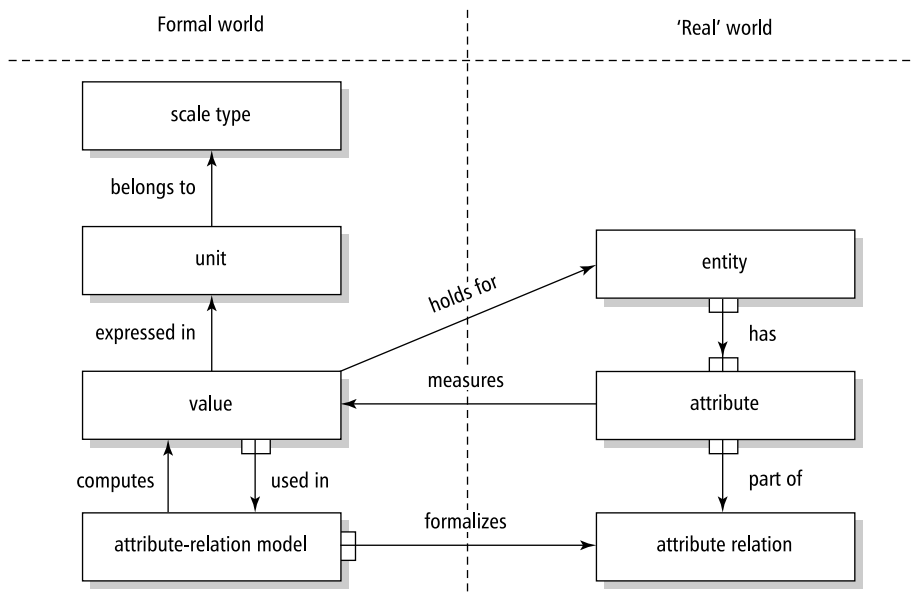 Formal world
'Real' world
scale type
belongs to
unit
entity
holds for
expressed in
has
measures
value
attribute
computes
used in
part of
formalizes
attribute-relation model
attribute relation